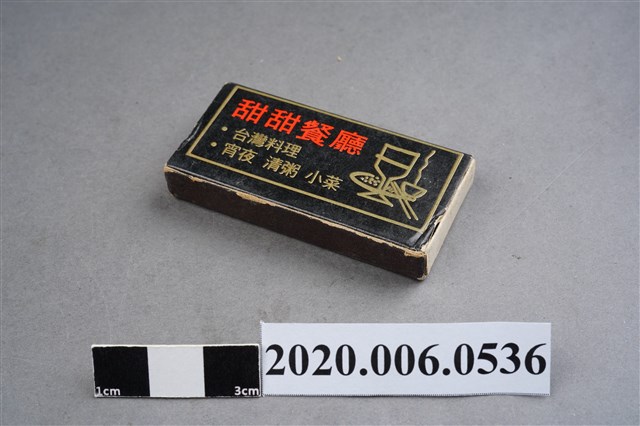 甜甜餐廳
・台灣料理
・宵夜 清粥 小菜
1cm 3cm
2020.006.0536